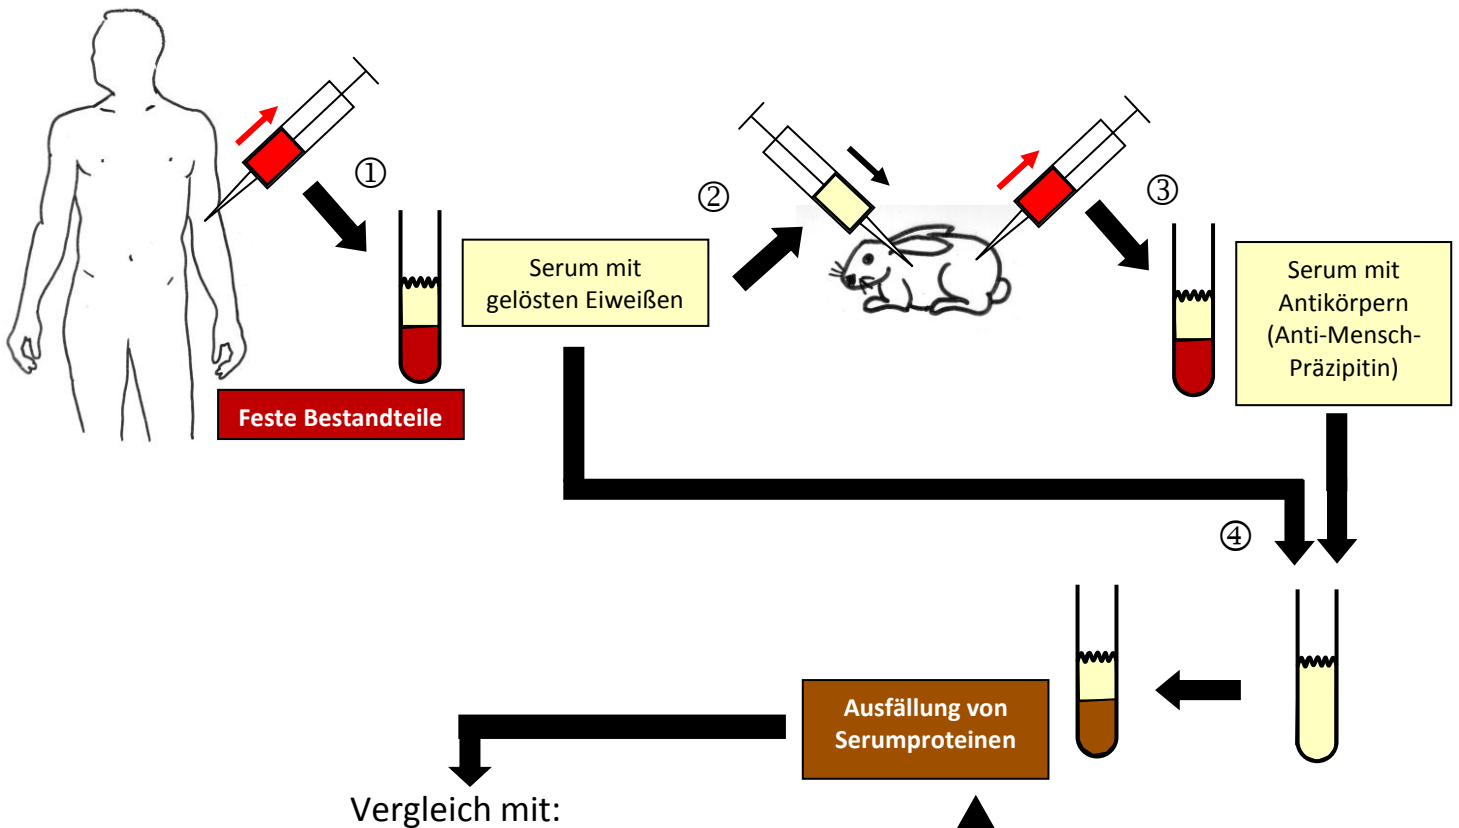 ①
②
③
Serum mit
gelösten Eiweißen
Serum mit
Antikörpern
(Anti-Mensch-
Präzipitin)
Feste Bestandteile
④
Ausfällung von
Serumproteinen
Vergleich mit: